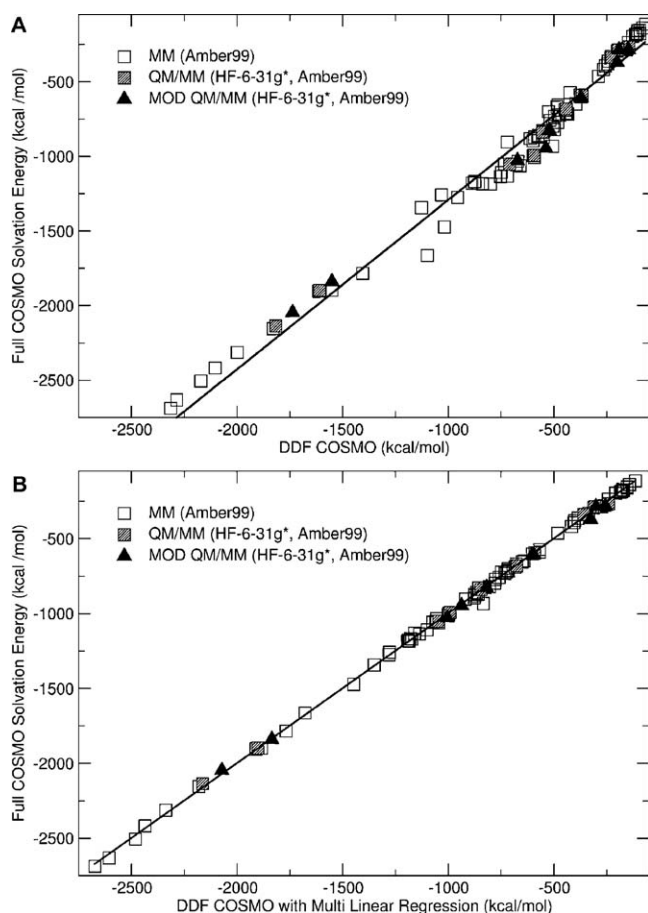 A
MM (Amber99)
QM/MM (HF-6-31g*, Amber99)
MOD QM/MM (HF-6-31g*, Amber99)
Full COSMO Solvation Energy (kcal /mol)
-500
-1000
-1500
-2000
-2500
-2500 -2000 -1500 -1000 -500
DDF COSMO (kcal/mol)
B
MM (Amber99)
QM/MM (HF-6-31g*, Amber99)
MOD QM/MM (HF-6-31g*, Amber99)
Full COSMO Solvation Energy (kcal /mol)
-500
-1000
-1500
-2000
-2500
-2500 -2000 -1500 -1000 -500
DDF COSMO with Multi Linear Regression (kcal/mol)